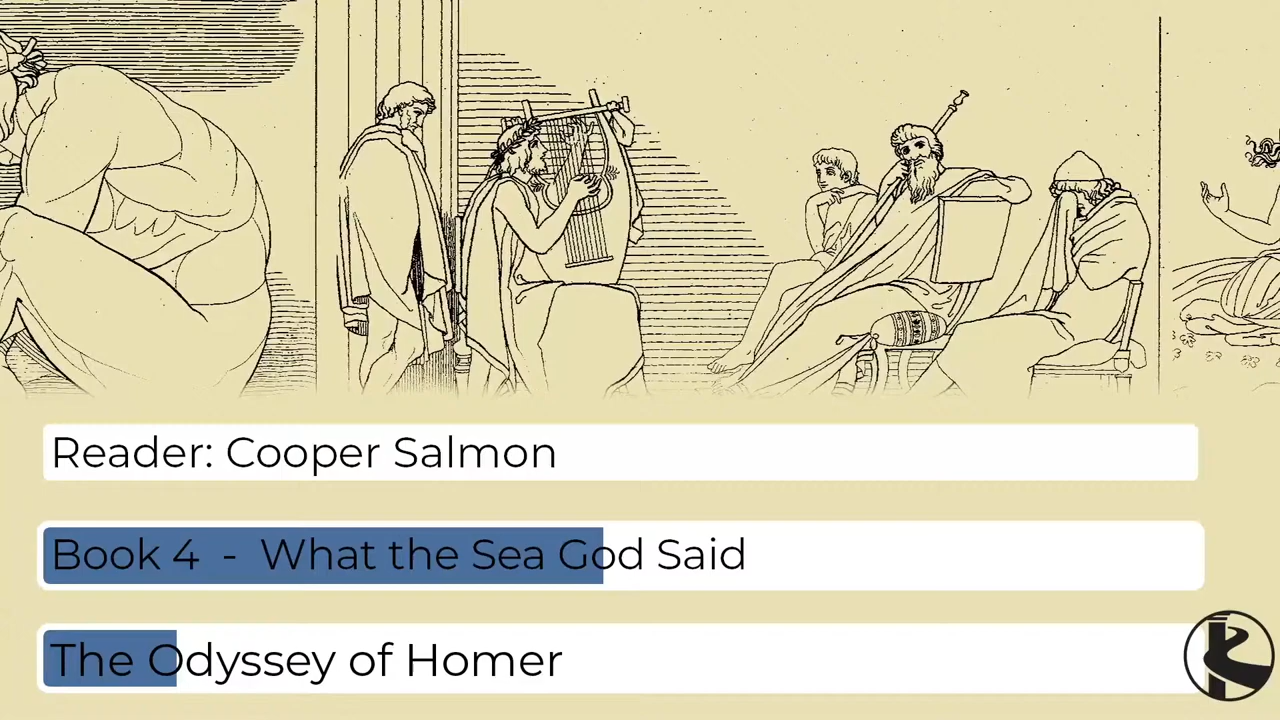 Reader: Cooper Salmon
Book 4 - What the Sea God Said
The Odyssey of Homer